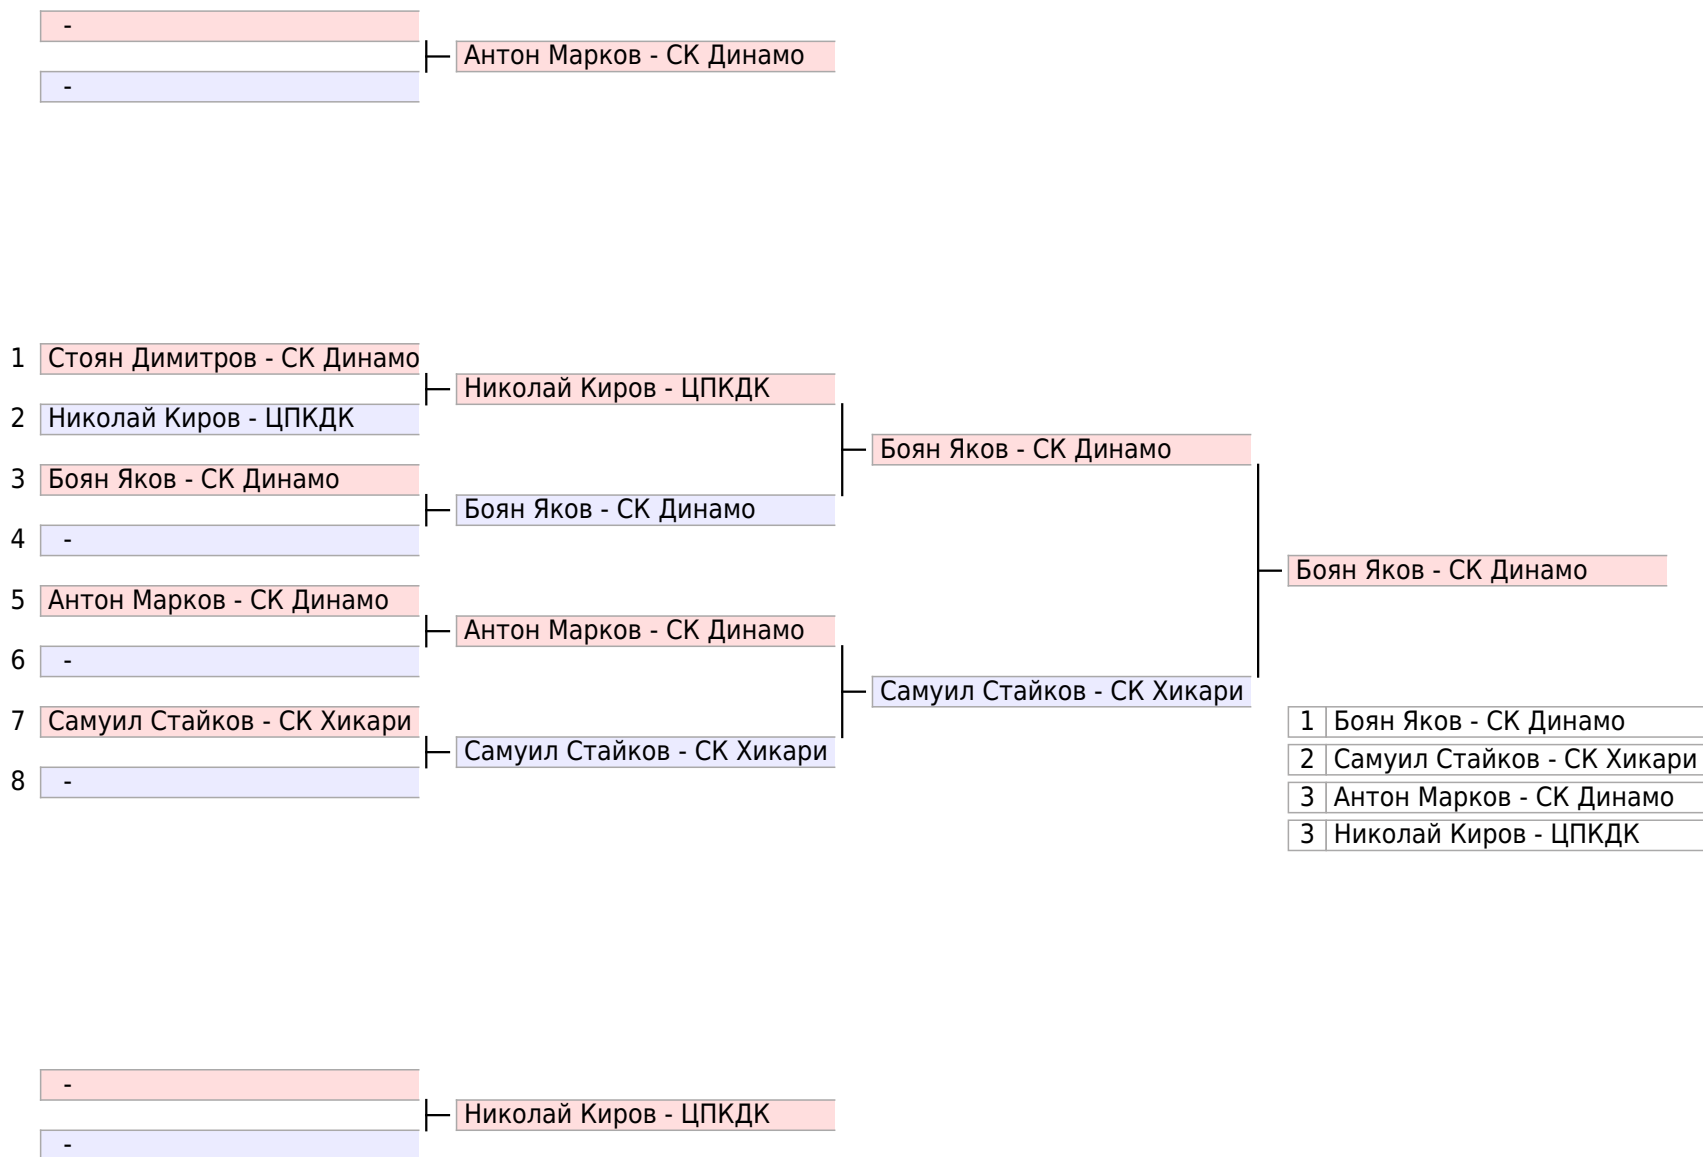 -
Антон Марков - СК Динамо
-
1 Стоян Димитров - СК Динамо
Николай Киров - ЦПКДК
2 Николай Киров - ЦПКДК
Боян Яков - СК Динамо
3 Боян Яков - СК Динамо
Боян Яков - СК Динамо
4 -
Боян Яков - СК Динамо
5 Антон Марков - СК Динамо
Антон Марков - СК Динамо
6 -
Самуил Стайков - СК Хикари
7 Самуил Стайков - СК Хикари
Самуил Стайков - СК Хикари
8 -
1 Боян Яков - СК Динамо
2 Самуил Стайков - СК Хикари
3 Антон Марков - СК Динамо
3 Николай Киров - ЦПКДК
-
Николай Киров - ЦПКДК
-